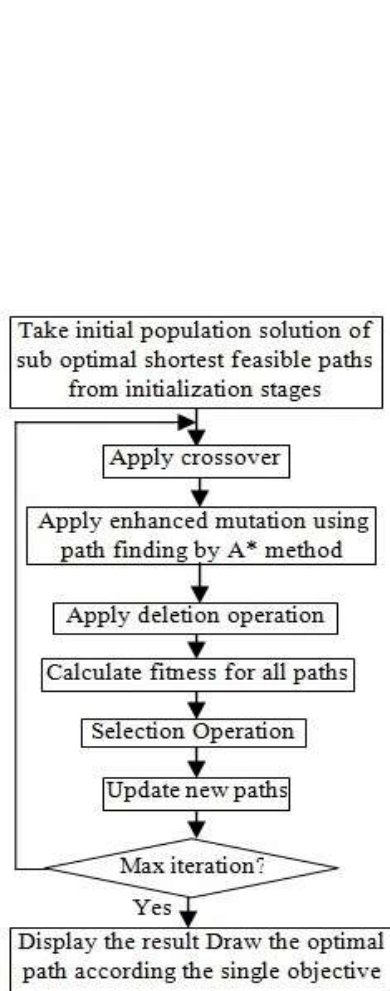 Take initial population solution of
sub optimal shortest feasible paths
from initialization stages
Apply crossover
Apply enhanced mutation using
path finding by A* method
Apply deletion operation
Calculate fitness for all paths
Selection Operation
Update new paths
Max iteration?
Yes
Display the result Draw the optimal
path according the single objective